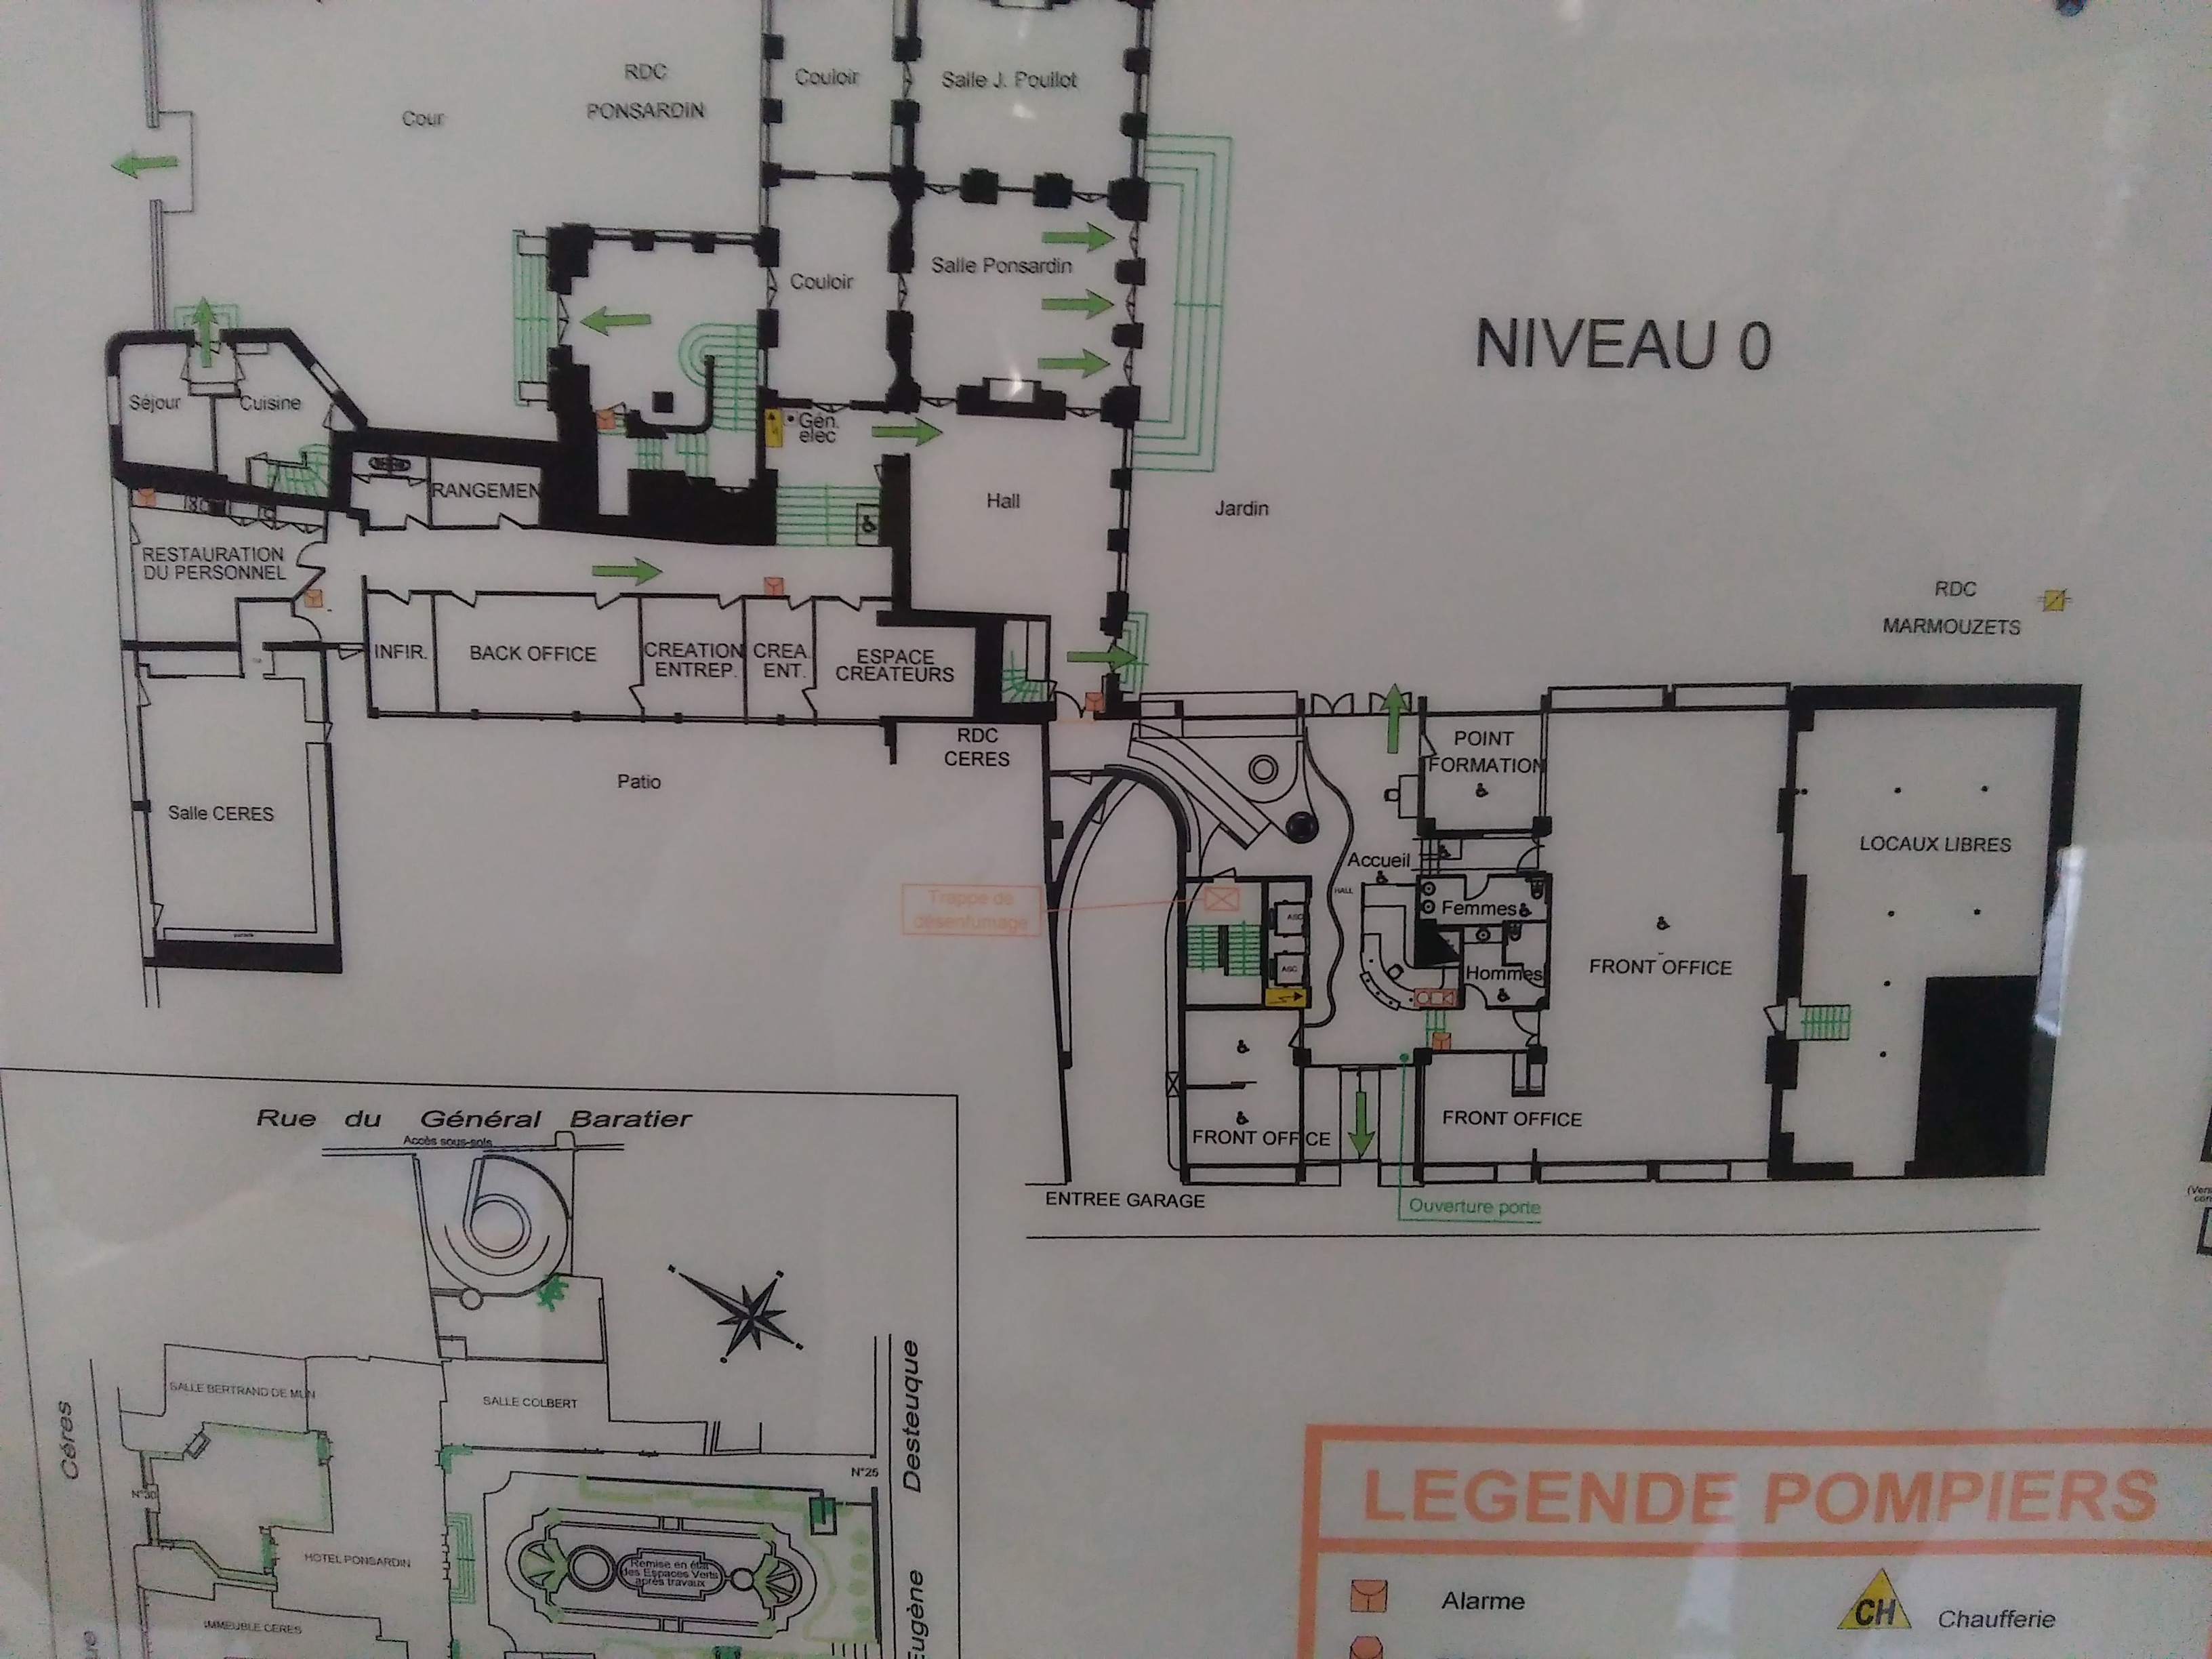 RDC
PONSARDIN
Cour
Couloir
Salle J. Pouillot
Couloir
Salle Ponsardin
NIVEAU 0
Séjour
Cuisine
Gén.
elec
RANGEMEN
Hall
Jardin
RESTAURATION
DU PERSONNEL
RDC
MARMOUZETS
INFIR.
BACK OFFICE
CREATION
ENTREP.
CREA.
ENT.
ESPACE
CREATEURS
RDC
CERES
Patio
Salle CERES
POINT
FORMATION
LOCAUX LIBRES
Accueil
HALL
Trappe de
désenfumage
ASC
ASC
Femmes
Hommes
FRONT OFFICE
FRONT OFFICE
FRONT OFFICE
ENTREE GARAGE
Ouverture porte
Rue du Général Baratier
Accès sous-sols
SALLE BERTRAND DE MUN
SALLE COLBERT
Céres
Desteuque
N°25
N°30
HOTEL PONSARDIN
Remise en état
des Espaces Verts
après travaux
IMMEUBLE CERES
Eugène
LEGENDE POMPIERS
Alarme
CH
Chaufferie